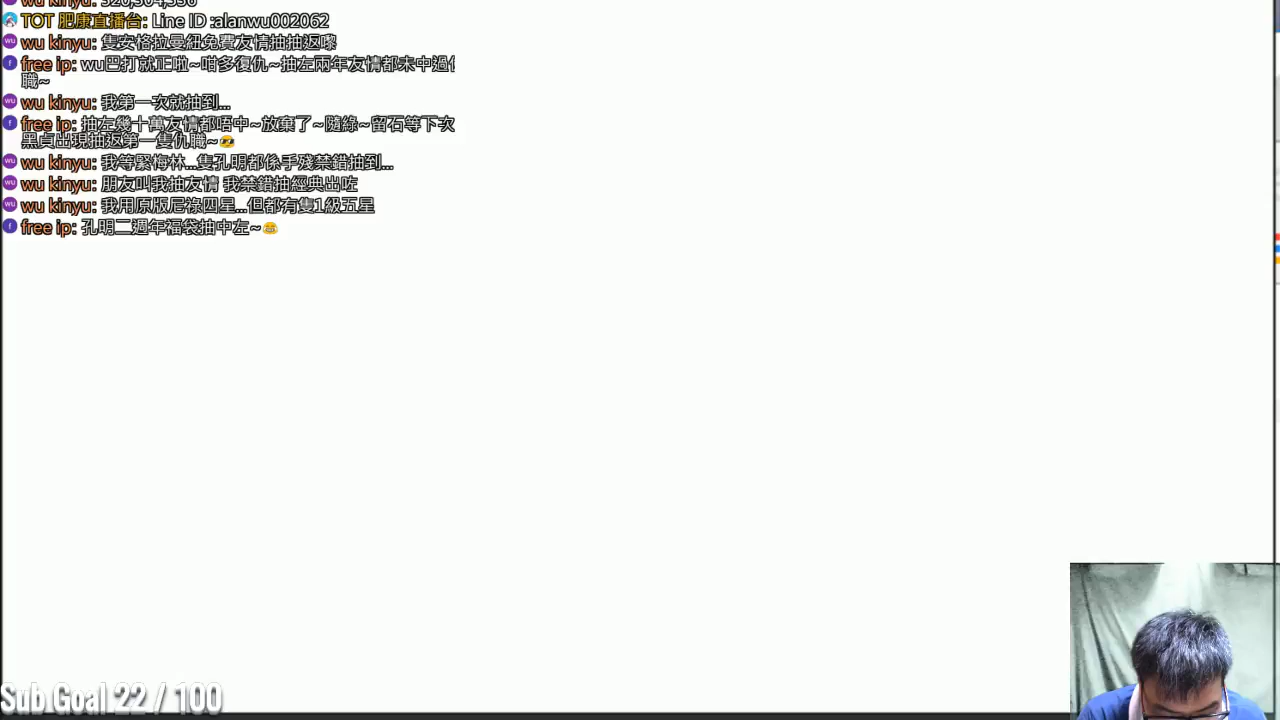 wu kinyu: 320,304,336
TOT 肥康直播台: Line ID :alanwu002062
wu kinyu: 隻安格拉曼紐免費友情抽抽返嚟
free ip: wu巴打就正啦~咁多復仇~抽左兩年友情都未中過
職~
wu kinyu: 我第一次就抽到...
free ip: 抽左幾十萬友情都唔中~放棄了~隨綠~留石等下次
黑貞出現抽返第一隻仇職~😎
wu kinyu: 我等緊梅林...隻孔明都係手殘禁錯抽到...
wu kinyu: 朋友叫我抽友情 我禁錯抽經典出咗
wu kinyu: 我用原版尼祿四星...但都有隻1級五星
free ip: 孔明二週年福袋抽中左~😂
Sub Goal 22 / 100